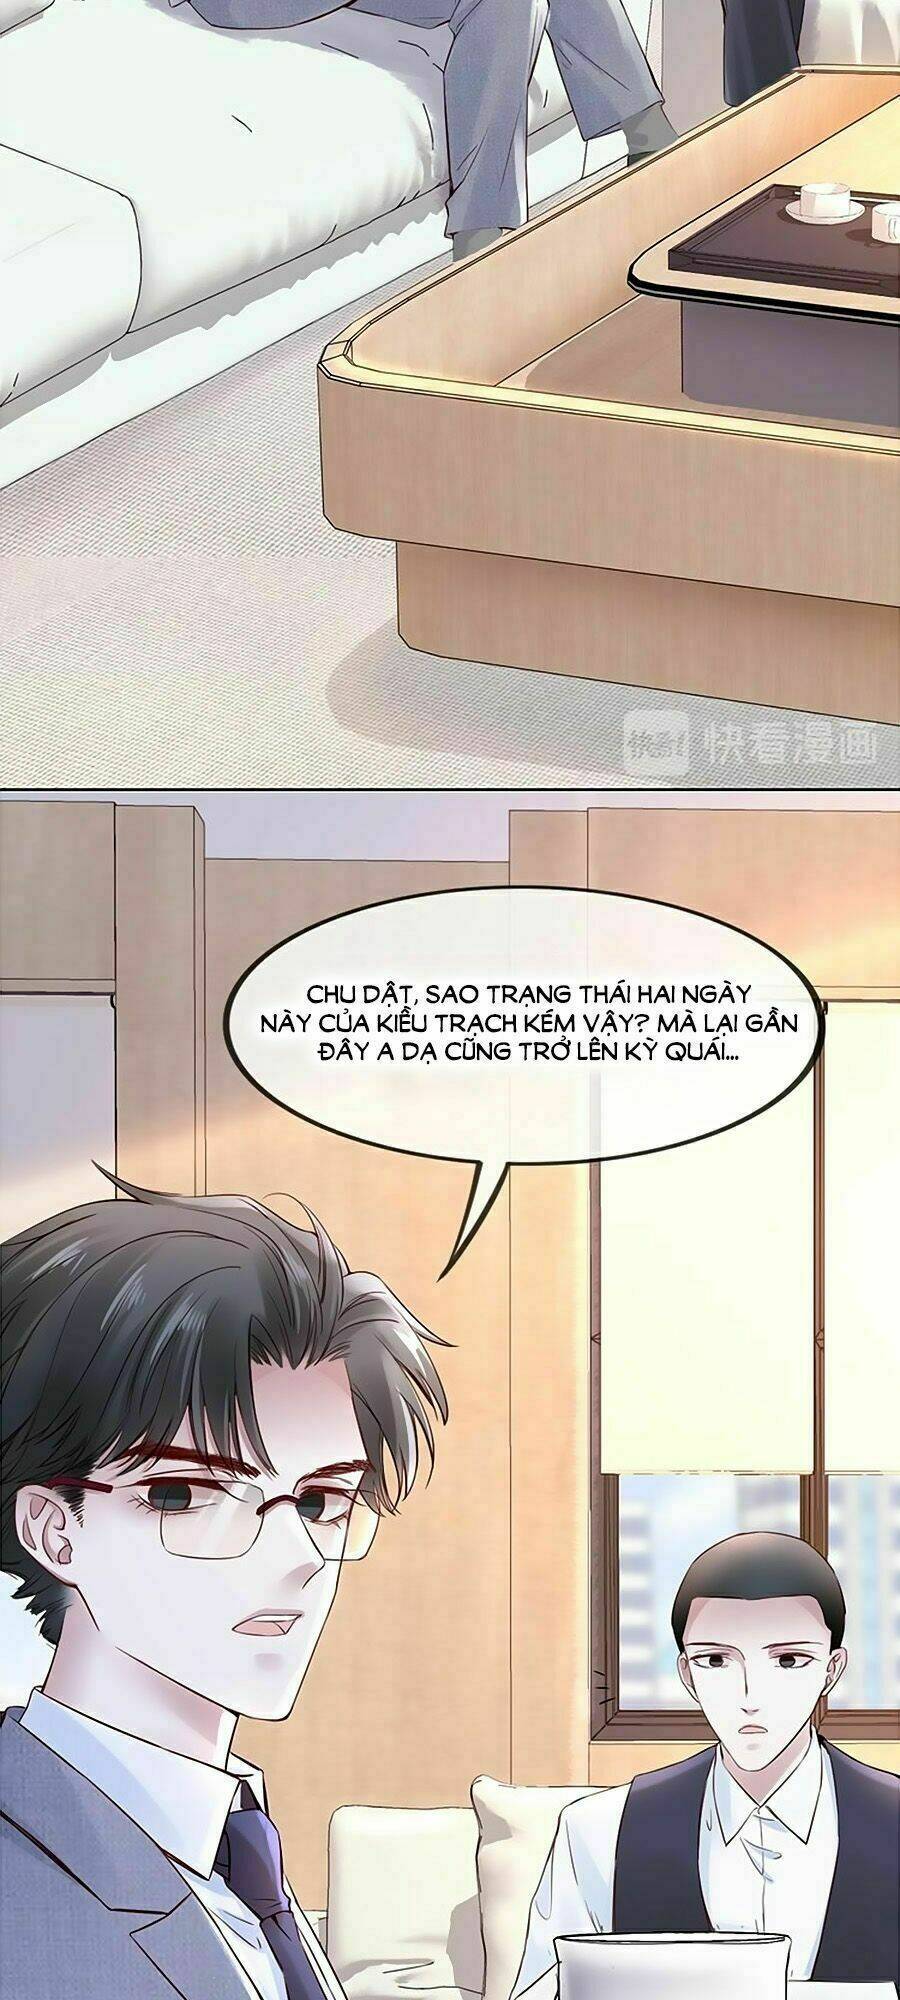 快看漫画
CHU DẬT, SAO TRẠNG THÁI HAI NGÀY
NÀY CỦA KIỀU TRẠCH KÉM VẬY? MÀ LẠI GẦN
ĐÂY A DẠ CŨNG TRỞ LÊN KỲ QUÁI...